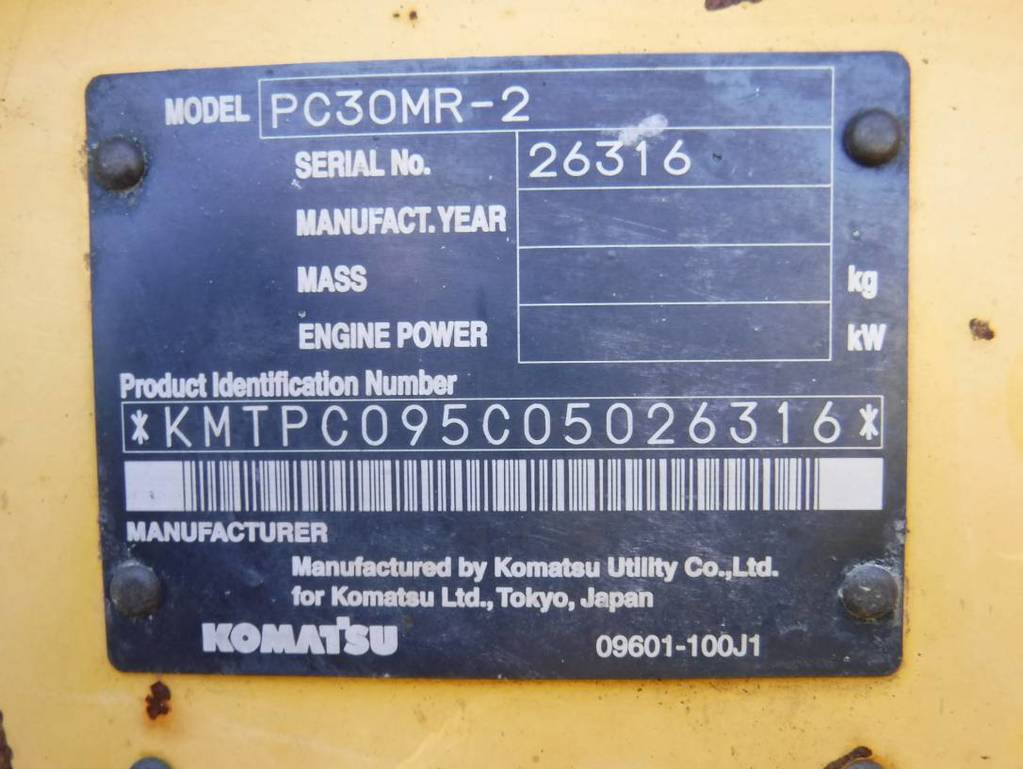 MODEL PC30MR-2
SERIAL No. 26316
MANUFACT. YEAR
MASS kg
ENGINE POWER kW
Product Identification Number
*KMTPC095C05026316*
MANUFACTURER
Manufactured by Komatsu Utility Co.,Ltd.
for Komatsu Ltd., Tokyo, Japan
KOMATSU 09601-100J1